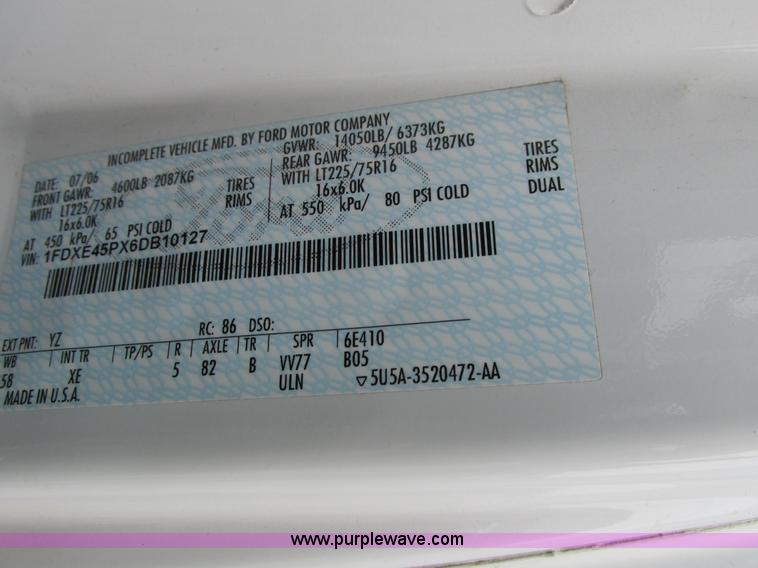 INCOMPLETE VEHICLE MFD. BY FORD MOTOR COMPANY
DATE: 07/06 GVWR: 14050LB/ 6373KG
FRONT GAWR: 4600LB 2087KG REAR GAWR: 9450LB 4287KG
WITH LT225/75R16 TIRES WITH LT225/75R16 TIRES
16x6.0K RIMS 16x6.0K RIMS
AT 450 kPa/ 65 PSI COLD AT 550 kPa/ 80 PSI COLD DUAL
VIN: 1FDXE45PX6DB10127
EXT PNT: YZ RC: 86 DSO:
WB INT TR TP/PS R AXLE TR SPR 6E410
58 XE 5 82 B VV77 B05
MADE IN U.S.A. ULN ▽5U5A-3520472-AA
www.purplewave.com